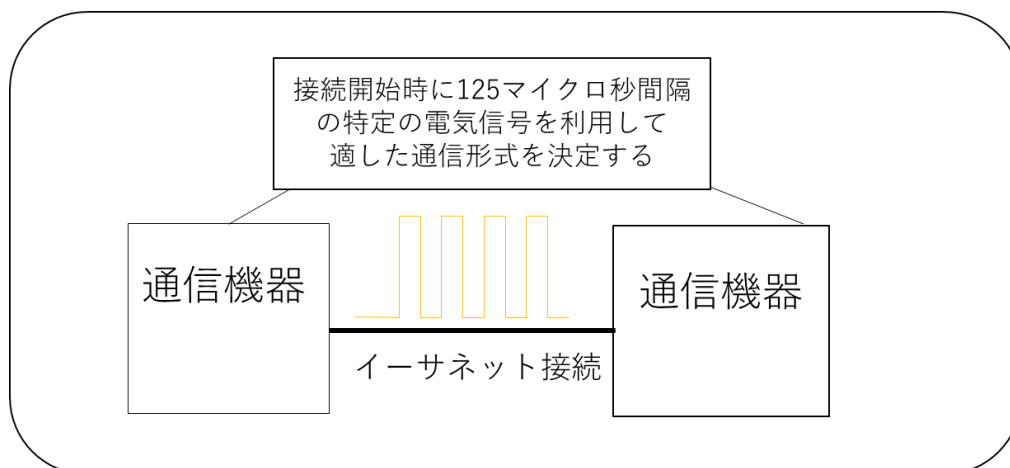 接続開始時に125マイクロ秒間隔
の特定の電気信号を利用して
適した通信形式を決定する
通信機器
通信機器
イーサネット接続